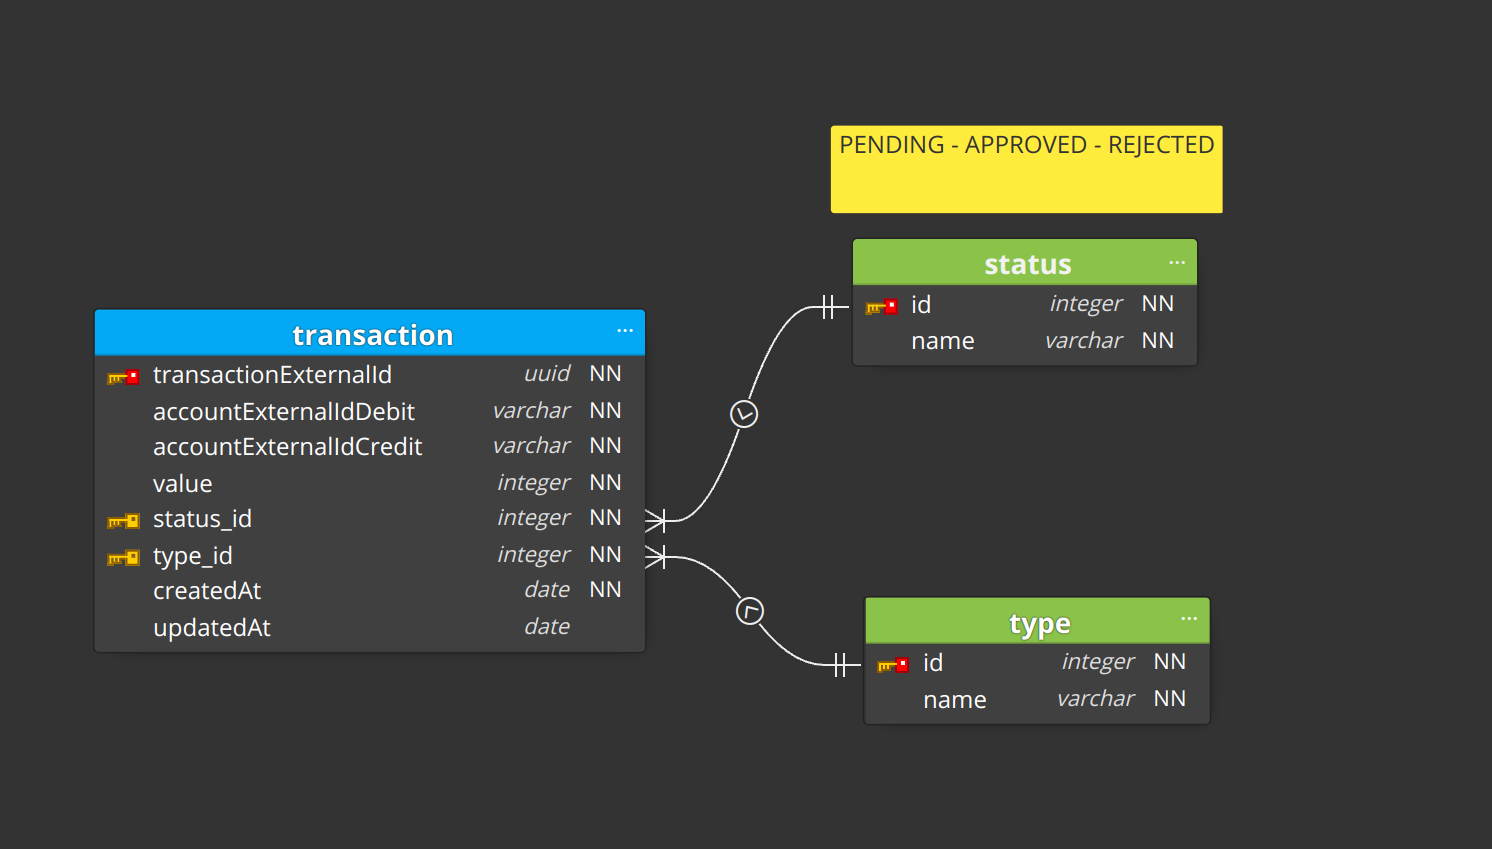 PENDING - APPROVED - REJECTED
status ...
id integer NN
name varchar NN
transaction ...
transactionExternalId uuid NN
accountExternalIdDebit varchar NN
accountExternalIdCredit varchar NN
value integer NN
status_id integer NN
type_id integer NN
createdAt date NN
updatedAt date
type ...
id integer NN
name varchar NN